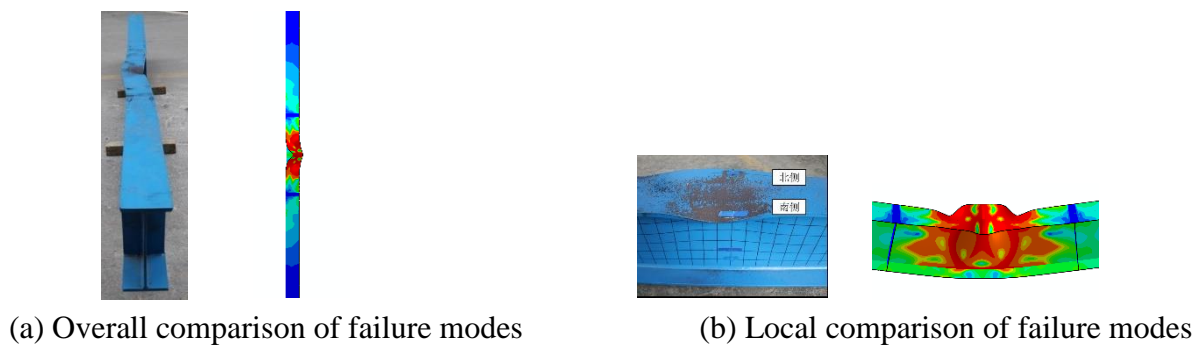 北侧
南侧
(a) Overall comparison of failure modes
(b) Local comparison of failure modes